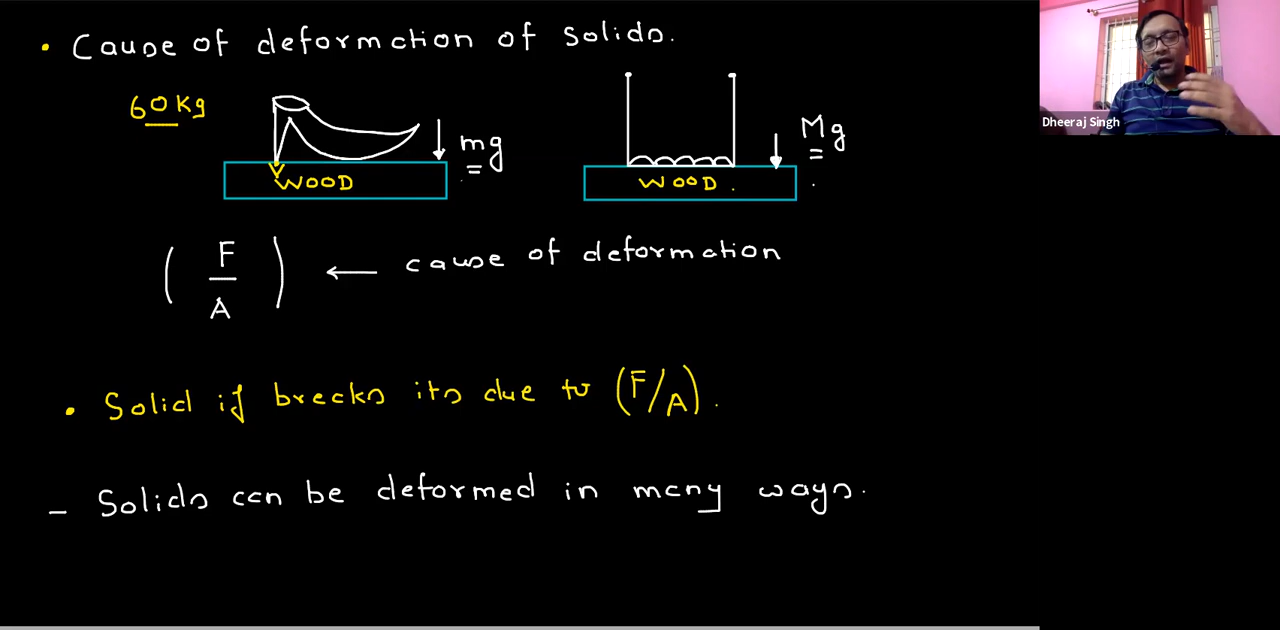 • Cause of deformation of solids.
60 kg
mg
Mg
WOOD
WOOD.
( F
A ) ← cause of deformation
• Solid if breaks its due to (F/A).
- Solids can be deformed in many ways.
Dheeraj Singh